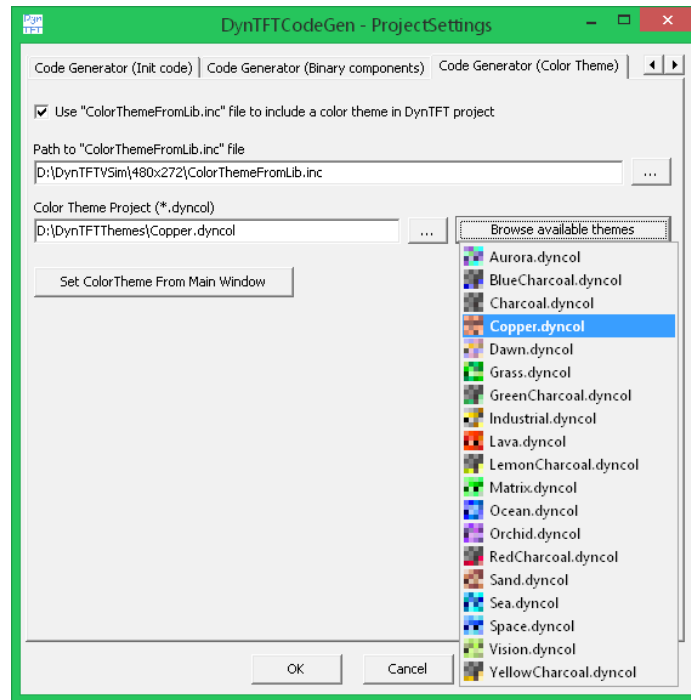 Dyn
TFT
DynTFTCodeGen - ProjectSettings
Code Generator (Init code)
Code Generator (Binary components)
Code Generator (Color Theme)
Use "ColorThemeFromLib.inc" file to include a color theme in DynTFT project
Path to "ColorThemeFromLib.inc" file
D:\DynTFTVSim\480x272\ColorThemeFromLib.inc
...
Color Theme Project (*.dyncol)
D:\DynTFTThemes\Copper.dyncol
...
Browse available themes
Set ColorTheme From Main Window
Aurora.dyncol
BlueCharcoal.dyncol
Charcoal.dyncol
Copper.dyncol
Dawn.dyncol
Grass.dyncol
GreenCharcoal.dyncol
Industrial.dyncol
Lava.dyncol
LemonCharcoal.dyncol
Matrix.dyncol
Ocean.dyncol
Orchid.dyncol
RedCharcoal.dyncol
Sand.dyncol
Sea.dyncol
Space.dyncol
Vision.dyncol
YellowCharcoal.dyncol
OK
Cancel